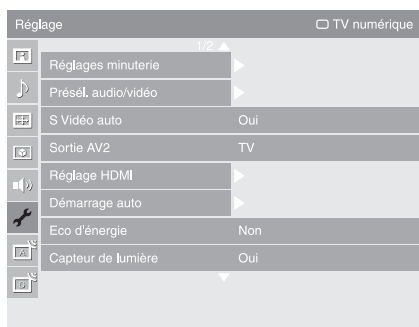 Réglage TV numérique
1/2
Réglages minuterie
Présél. audio/vidéo
S Vidéo auto Oui
Sortie AV2 TV
Réglage HDMI
Démarrage auto
Eco d'énergie Non
Capteur de lumière Oui